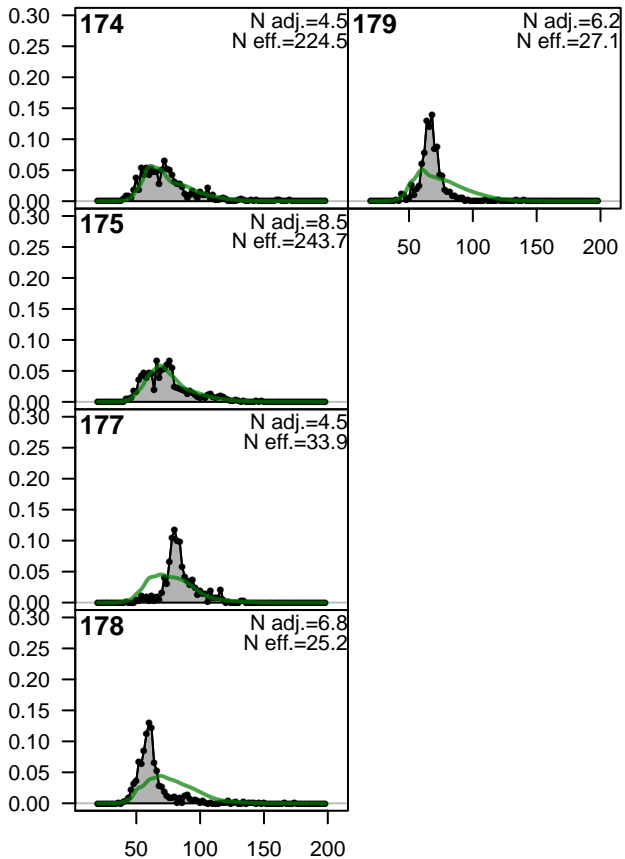 0.30
0.25
0.20
0.15
0.10
0.05
0.00
174
N adj.=4.5
N eff.=224.5
179
N adj.=6.2
N eff.=27.1
0.30
0.25
0.20
0.15
0.10
0.05
0.00
175
N adj.=8.5
N eff.=243.7
50 100 150 200
0.30
0.25
0.20
0.15
0.10
0.05
0.00
177
N adj.=4.5
N eff.=33.9
0.30
0.25
0.20
0.15
0.10
0.05
0.00
178
N adj.=6.8
N eff.=25.2
50 100 150 200